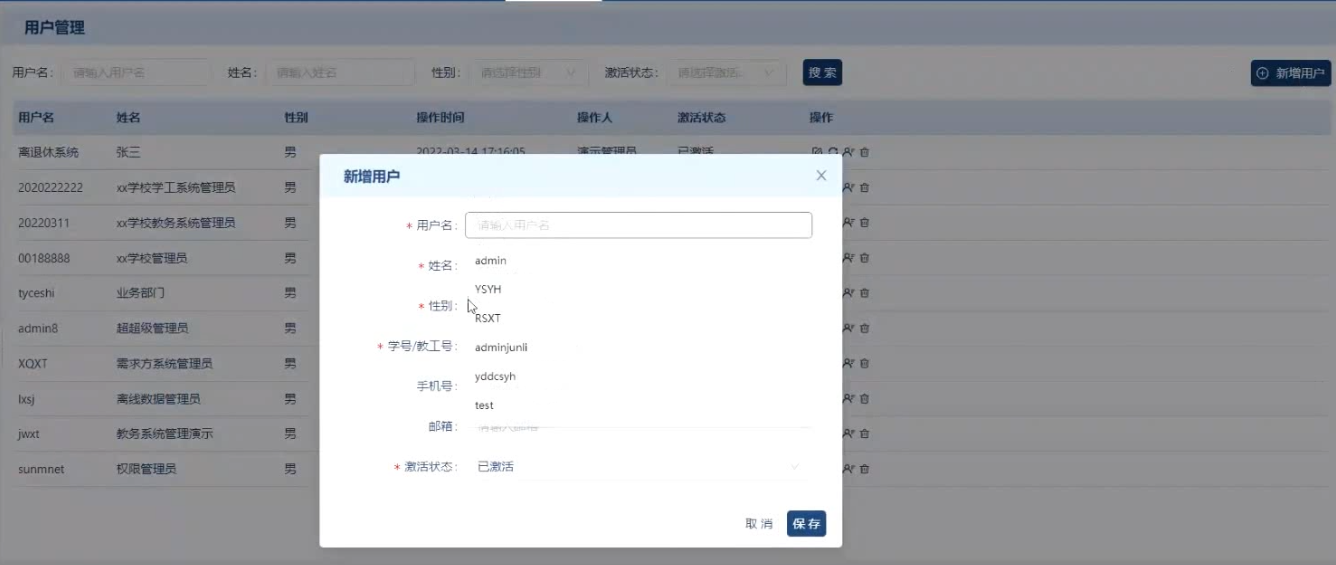 用户管理
用户名： 请输入用户名 姓名： 请输入姓名 性别： 请选择性别 激活状态： 请选择激活... 搜 索 新增用户
用户名 姓名 性别 操作时间 操作人 激活状态 操作
离退休系统 张三 男 2022-03-14 17:16:05 演示管理员 已激活
2020222222 xx学校学工系统管理员 男
20220311 xx学校教务系统管理员 男
00188888 xx学校管理员 男
tyceshi 业务部门 男
admin8 超超级管理员 男
XQXT 需求方系统管理员 男
lxsj 离线数据管理员 男
jwxt 教务系统管理演示 男
sunmnet 权限管理员 男
新增用户
* 用户名： 请输入用户名
* 姓名：
* 性别：
* 学号/教工号：
手机号：
邮箱： 请输入邮箱
* 激活状态： 已激活
admin
YSYH
RSXT
adminjunli
yddcsyh
test
取 消 保 存